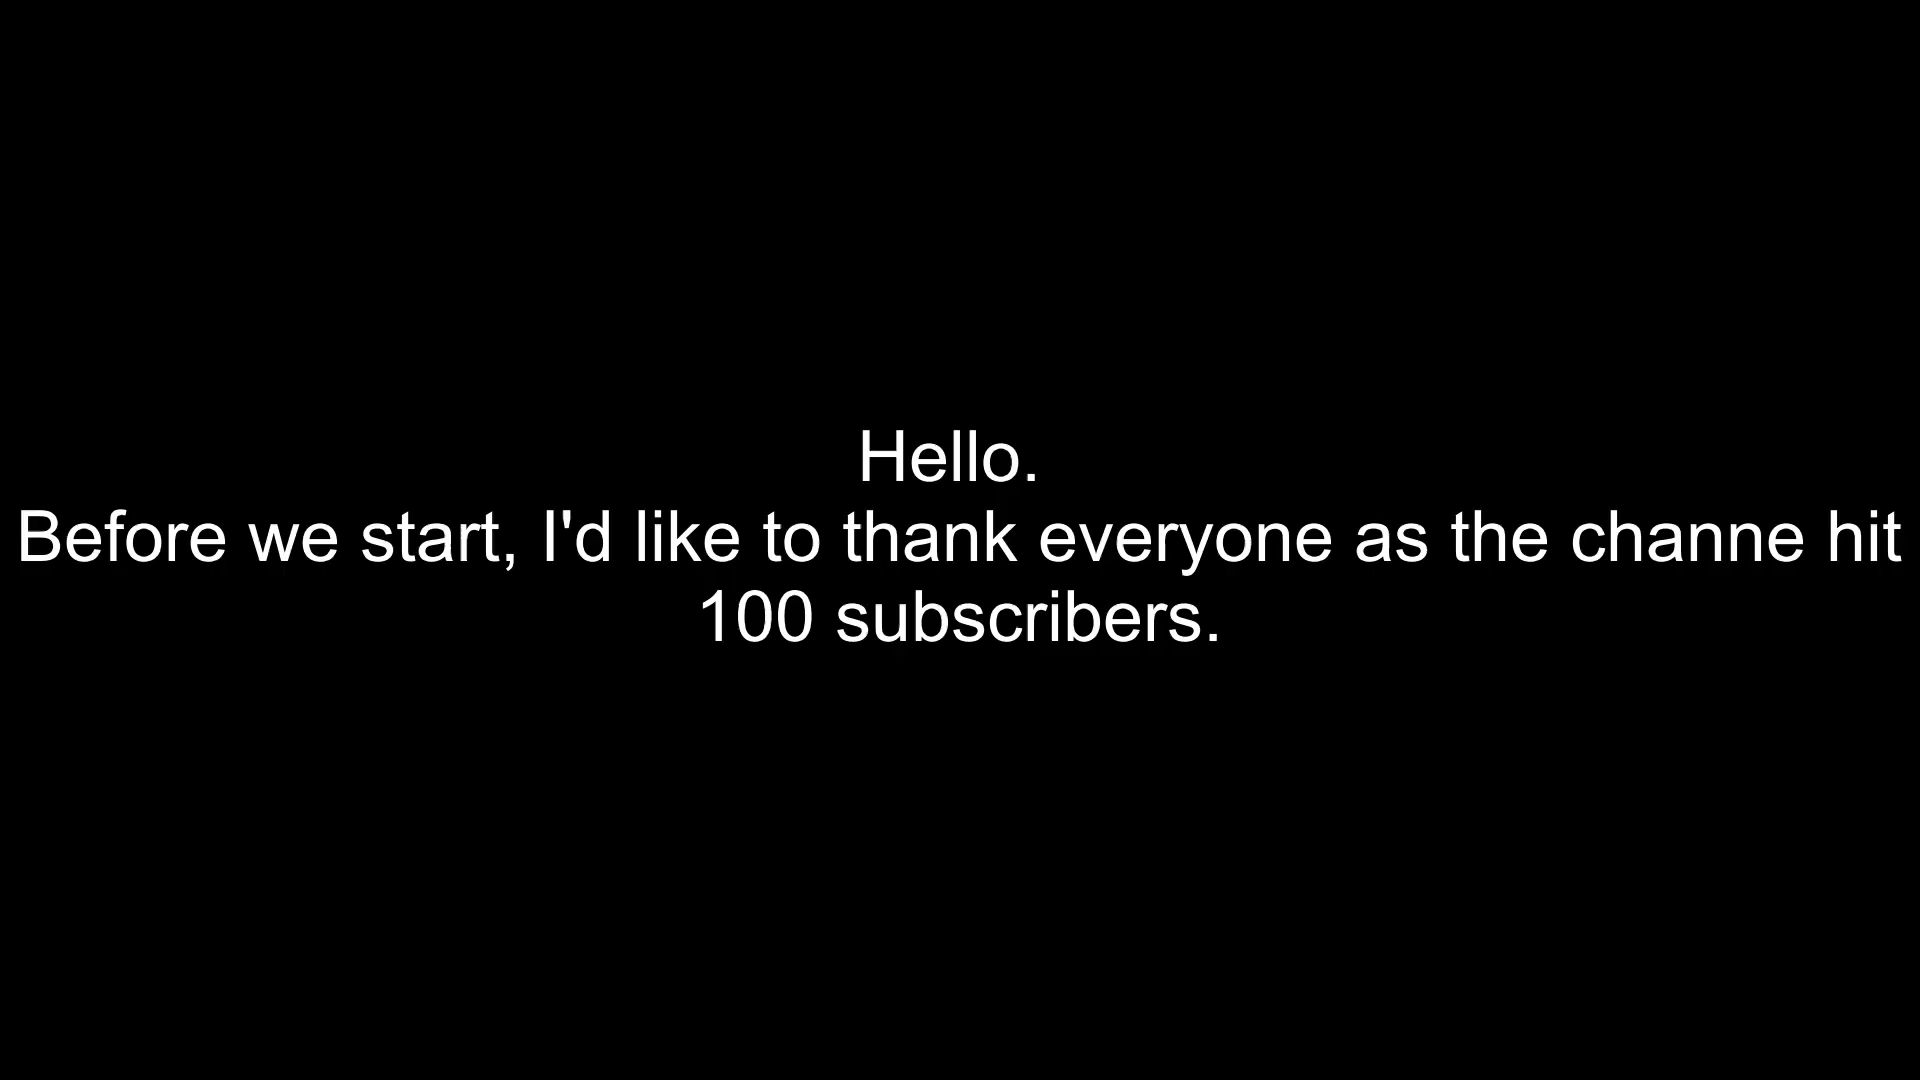 Hello.
Before we start, I'd like to thank everyone as the channe hit
100 subscribers.